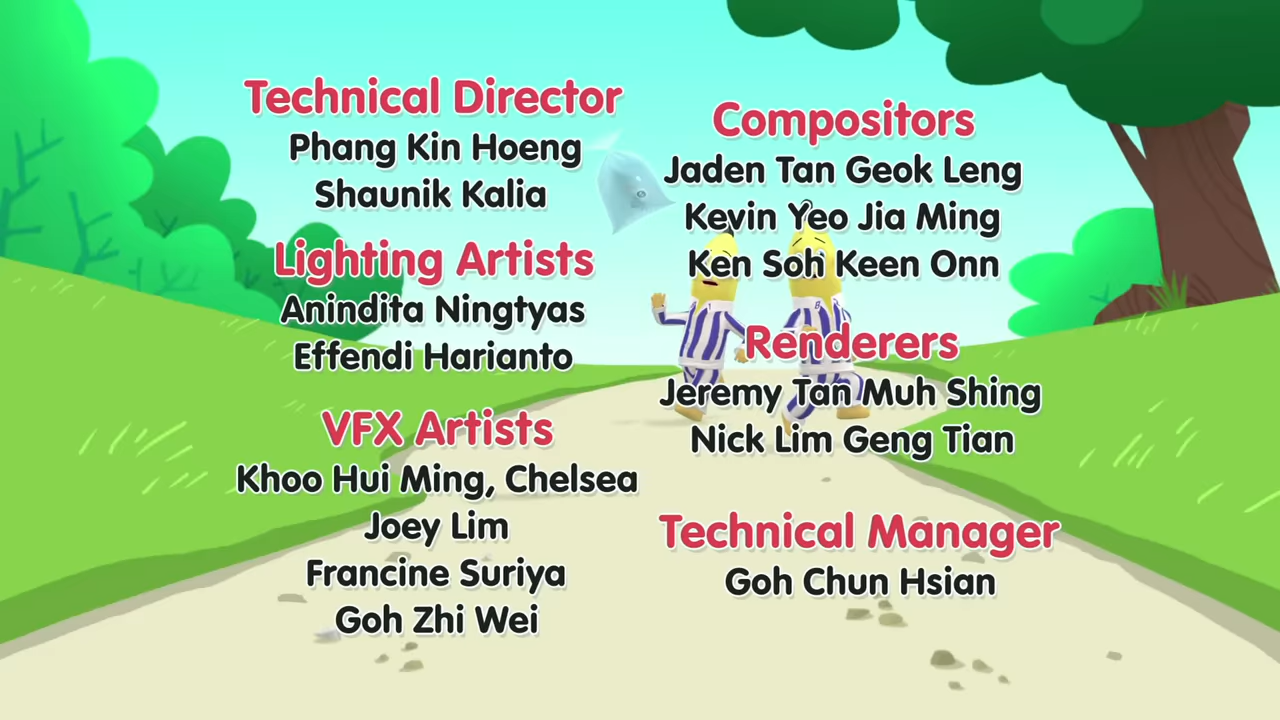 Technical Director
Phang Kin Hoeng
Shaunik Kalia
Lighting Artists
Anindita Ningtyas
Effendi Harianto
VFX Artists
Khoo Hui Ming, Chelsea
Joey Lim
Francine Suriya
Goh Zhi Wei
Compositors
Jaden Tan Geok Leng
Kevin Yeo Jia Ming
Ken Soh Keen Onn
Renderers
Jeremy Tan Muh Shing
Nick Lim Geng Tian
Technical Manager
Goh Chun Hsian